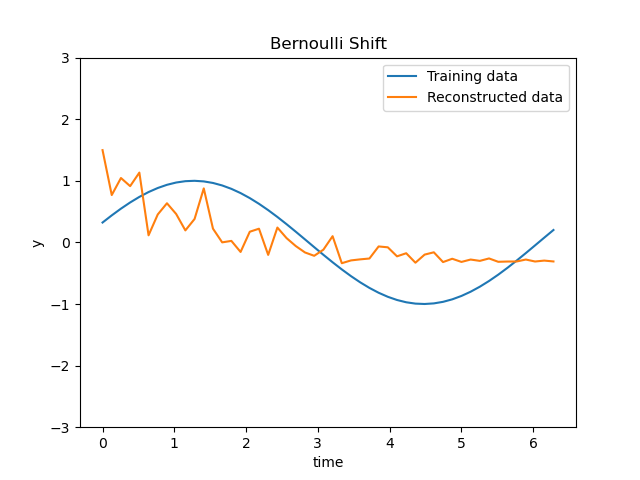 Bernoulli Shift
Training data
Reconstructed data
3
2
1
0
−1
−2
−3
y
0 1 2 3 4 5 6
time